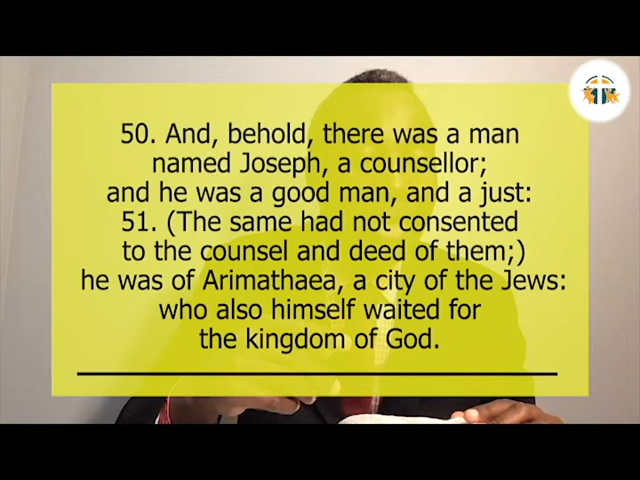 50. And, behold, there was a man
named Joseph, a counsellor;
and he was a good man, and a just:
51. (The same had not consented
to the counsel and deed of them;)
he was of Arimathaea, a city of the Jews:
who also himself waited for
the kingdom of God.